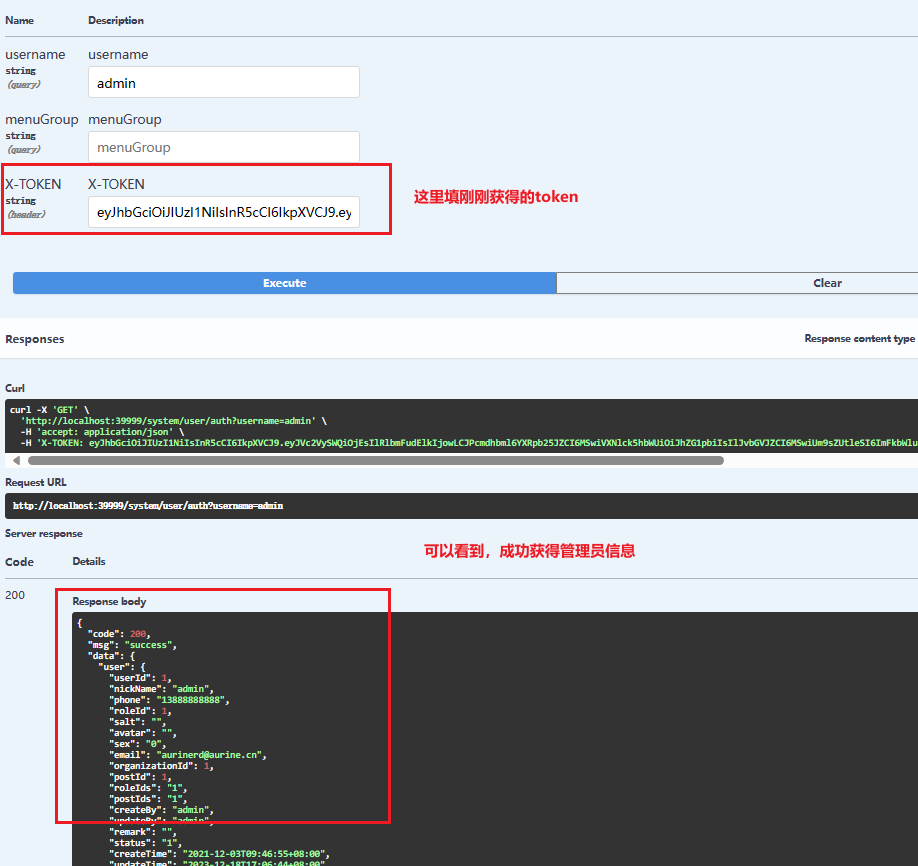 Name Description
username username
string
(query)
admin
menuGroup menuGroup
string
(query)
menuGroup
X-TOKEN X-TOKEN
string
(header)
eyJhbGciOiJIUzI1NiIsInR5cCI6IkpXVCJ9.ey
这里填刚刚获得的token
Execute Clear
Responses Response content type
Curl
curl -X 'GET' \
'http://localhost:39999/system/user/auth?username=admin' \
-H 'accept: application/json' \
-H 'X-TOKEN: eyJhbGciOiJIUzI1NiIsInR5cCI6IkpXVCJ9.
Request URL
http://localhost:39999/system/user/auth?username=admin
Server response
可以看到，成功获得管理员信息
Code Details
200
Response body
{
"code": 200,
"msg": "success",
"data": {
"user": {
"userId": 1,
"nickName": "admin",
"phone": "13888888888",
"roleId": 1,
"salt": "",
"avatar": "",
"sex": "0",
"email": "aurinerd@aurine.cn",
"organizationId": 1,
"postId": 1,
"roleIds": "1",
"postIds": "1",
"createBy": "admin",
"updateBy": "admin",
"remark": "",
"status": "1",
"createTime": "2021-12-03T09:46:55+08:00",
"updateTime": "2023-12-18T17:06:44+08:00"